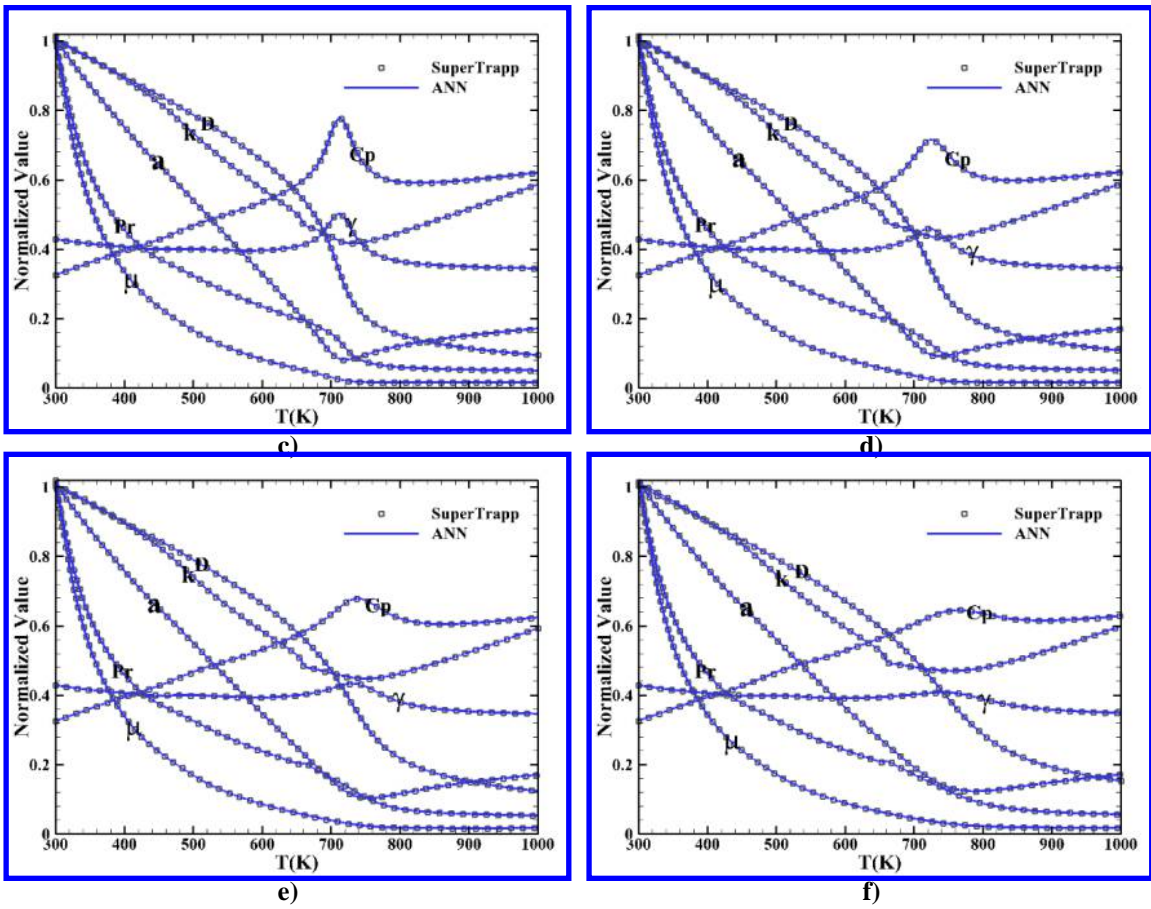 1
0.8
0.6
0.4
0.2
0
Normalized Value
SuperTrapp
ANN
D
k
a
Cp
Pr
γ
μ
300 400 500 600 700 800 900 1000
T(K)
c)
1
0.8
0.6
0.4
0.2
0
Normalized Value
SuperTrapp
ANN
D
k
a
Cp
Pr
γ
μ
300 400 500 600 700 800 900 1000
T(K)
d)
1
0.8
0.6
0.4
0.2
0
Normalized Value
SuperTrapp
ANN
D
k
a
Cp
Pr
γ
μ
300 400 500 600 700 800 900 1000
T(K)
e)
1
0.8
0.6
0.4
0.2
0
Normalized Value
SuperTrapp
ANN
D
k
a
Cp
Pr
γ
μ
300 400 500 600 700 800 900 1000
T(K)
f)